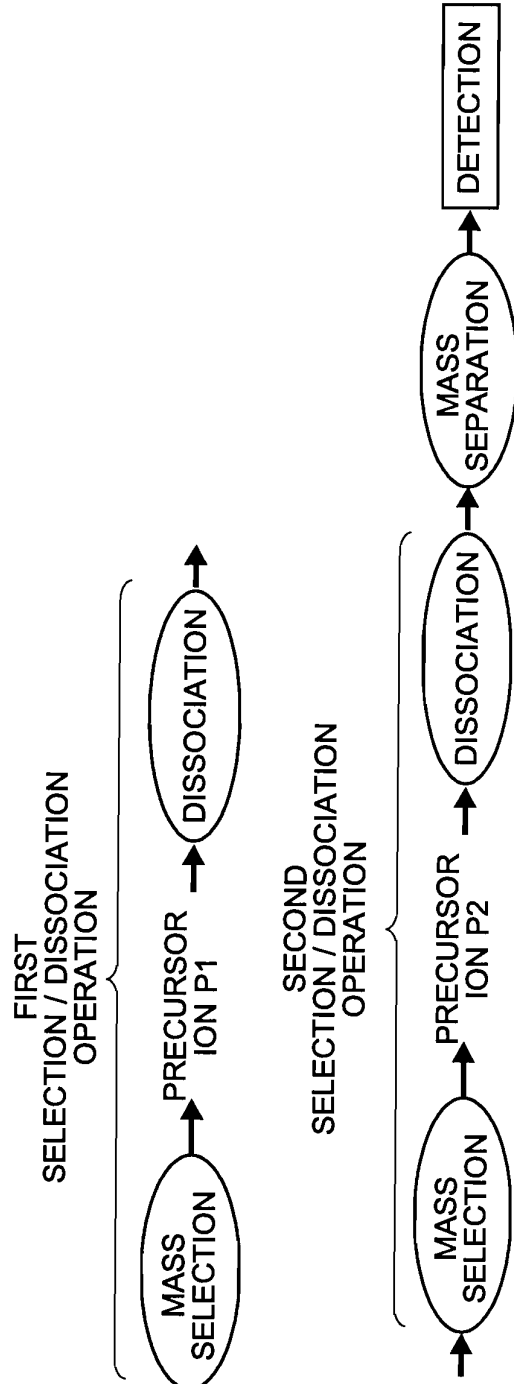 FIRST
SELECTION / DISSOCIATION
OPERATION
MASS
SELECTION
PRECURSOR
ION P1
DISSOCIATION
SECOND
SELECTION / DISSOCIATION
OPERATION
MASS
SELECTION
PRECURSOR
ION P2
DISSOCIATION
MASS
SEPARATION
DETECTION